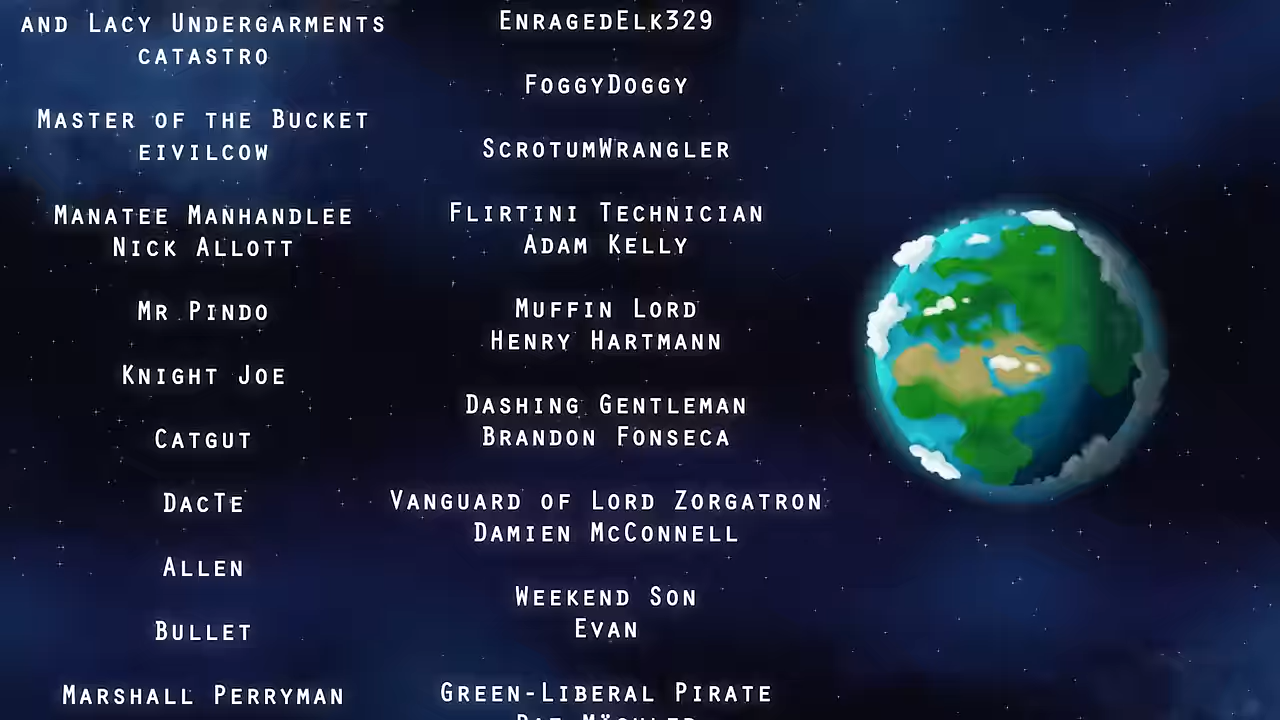 and Lacy Undergarments
catastro
Master of the Bucket
eivilcow
Manatee Manhandlee
Nick Allott
Mr Pindo
Knight Joe
Catgut
DacTe
Allen
Bullet
Marshall Perryman
EnragedElk329
FoggyDoggy
ScrotumWrangler
Flirtini Technician
Adam Kelly
Muffin Lord
Henry Hartmann
Dashing Gentleman
Brandon Fonseca
Vanguard of Lord Zorgatron
Damien McConnell
Weekend Son
Evan
Green-Liberal Pirate